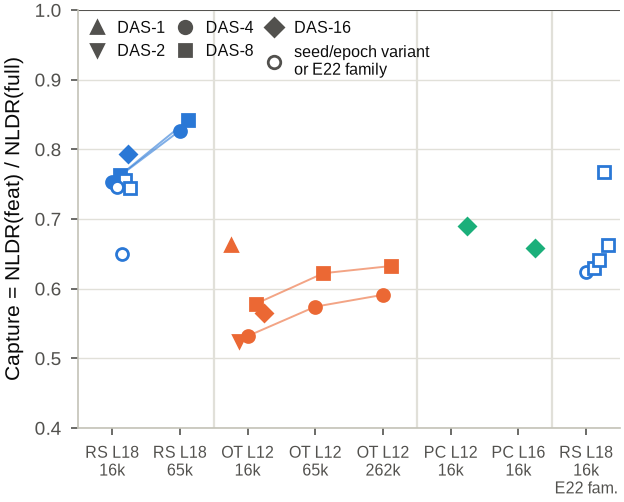 1.0
0.9
0.8
0.7
0.6
0.5
0.4
Capture = NLDR(feat) / NLDR(full)
DAS-1
DAS-2
DAS-4
DAS-8
DAS-16
seed/epoch variant
or E22 family
RS L18
16k
RS L18
65k
OT L12
16k
OT L12
65k
OT L12
262k
PC L12
16k
PC L16
16k
RS L18
16k
E22 fam.